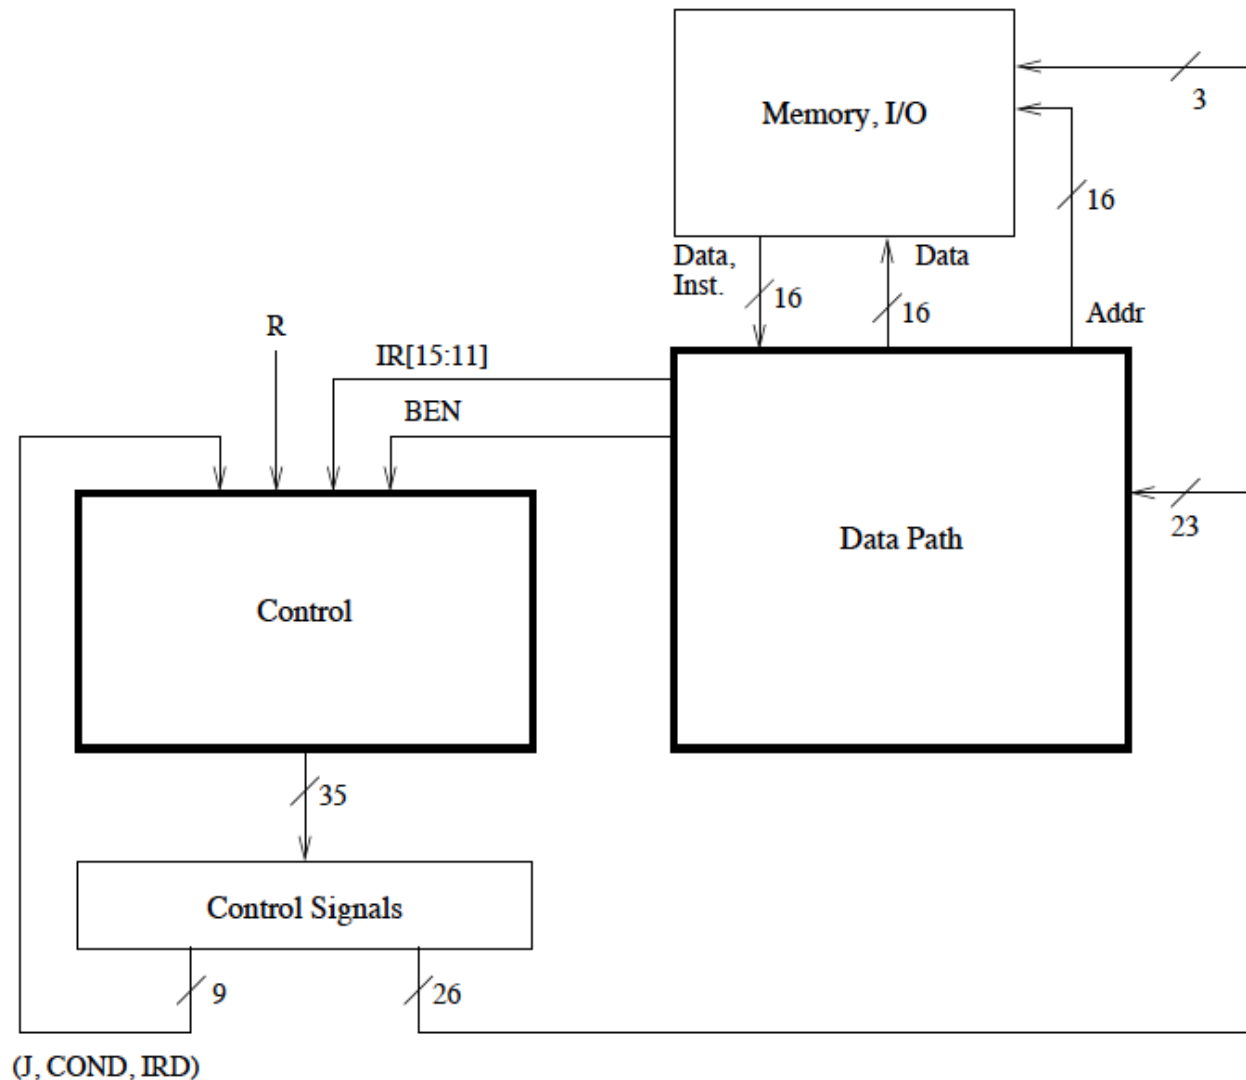 Memory, I/O
3
16
Data,
Inst.
16
Data
16
Addr
R
IR[15:11]
BEN
23
Data Path
Control
35
Control Signals
9
26
(J, COND, IRD)